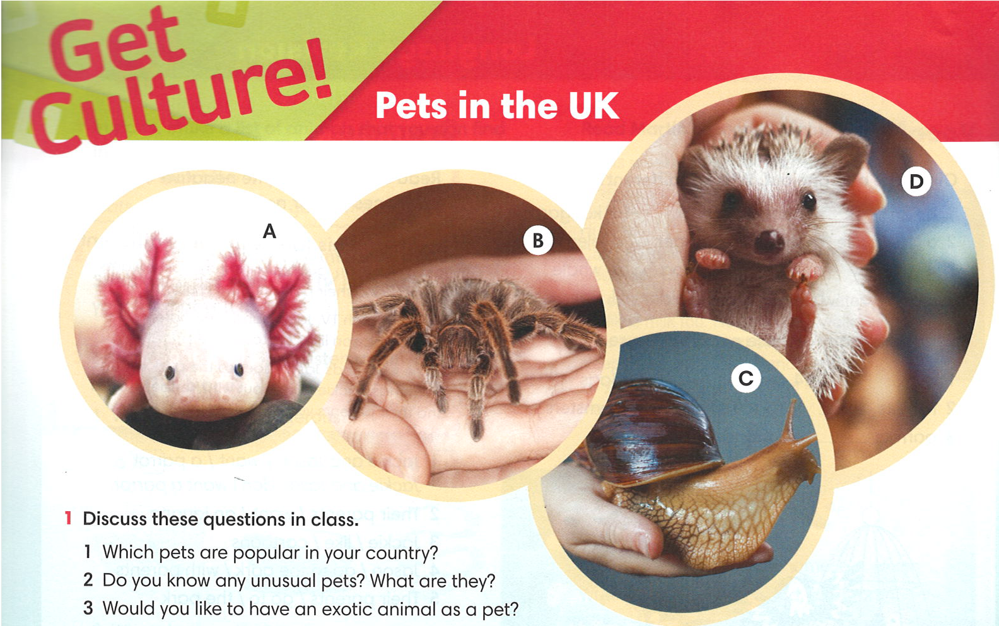 Get
Culture!
Pets in the UK
A
B
C
D
1 Discuss these questions in class.
1 Which pets are popular in your country?
2 Do you know any unusual pets? What are they?
3 Would you like to have an exotic animal as a pet?